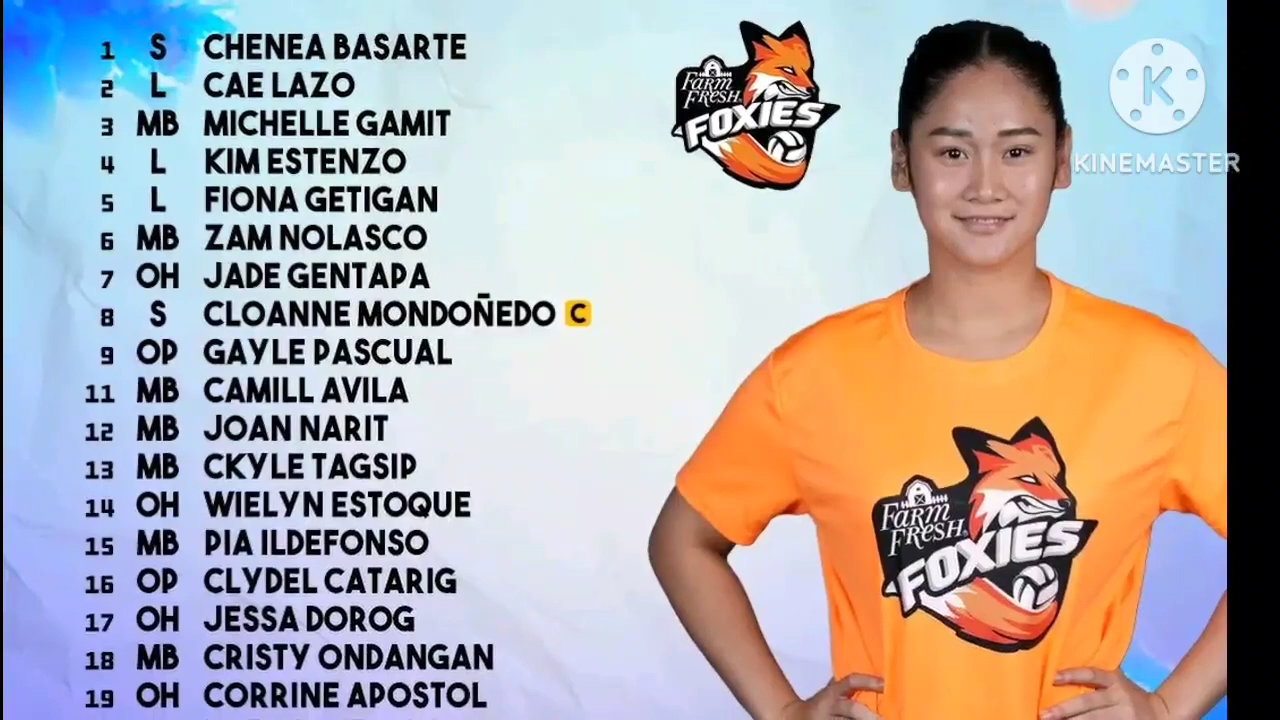 1 S CHENEA BASARTE
2 L CAE LAZO
3 MB MICHELLE GAMIT
4 L KIM ESTENZO
5 L FIONA GETIGAN
6 MB ZAM NOLASCO
7 OH JADE GENTAPA
8 S CLOANNE MONDOÑEDO C
9 OP GAYLE PASCUAL
11 MB CAMILL AVILA
12 MB JOAN NARIT
13 MB CKYLE TAGSIP
14 OH WIELYN ESTOQUE
15 MB PIA ILDEFONSO
16 OP CLYDEL CATARIG
17 OH JESSA DOROG
18 MB CRISTY ONDANGAN
19 OH CORRINE APOSTOL
FARM
FRESH
FOXIES
K
KINEMASTER
FARM
FRESH
FOXIES